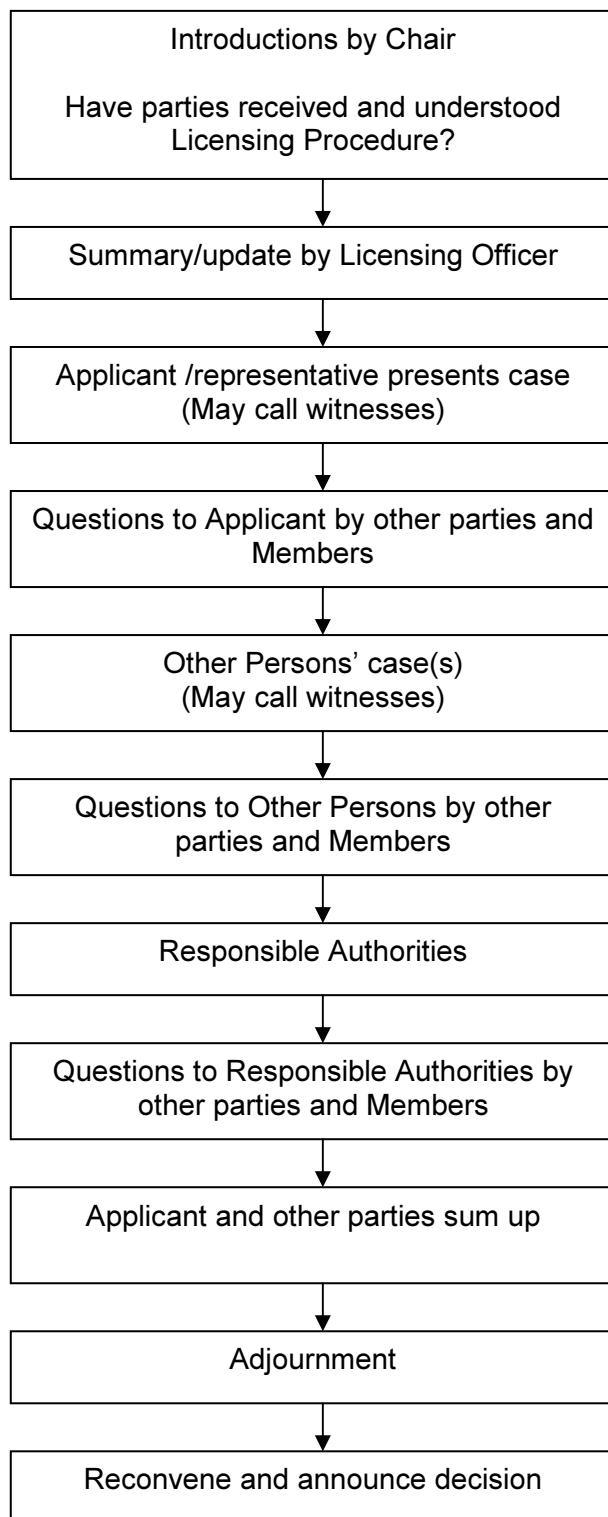 Introductions by Chair
Have parties received and understood
Licensing Procedure?
Summary/update by Licensing Officer
Applicant /representative presents case
(May call witnesses)
Questions to Applicant by other parties and
Members
Other Persons’ case(s)
(May call witnesses)
Questions to Other Persons by other
parties and Members
Responsible Authorities
Questions to Responsible Authorities by
other parties and Members
Applicant and other parties sum up
Adjournment
Reconvene and announce decision